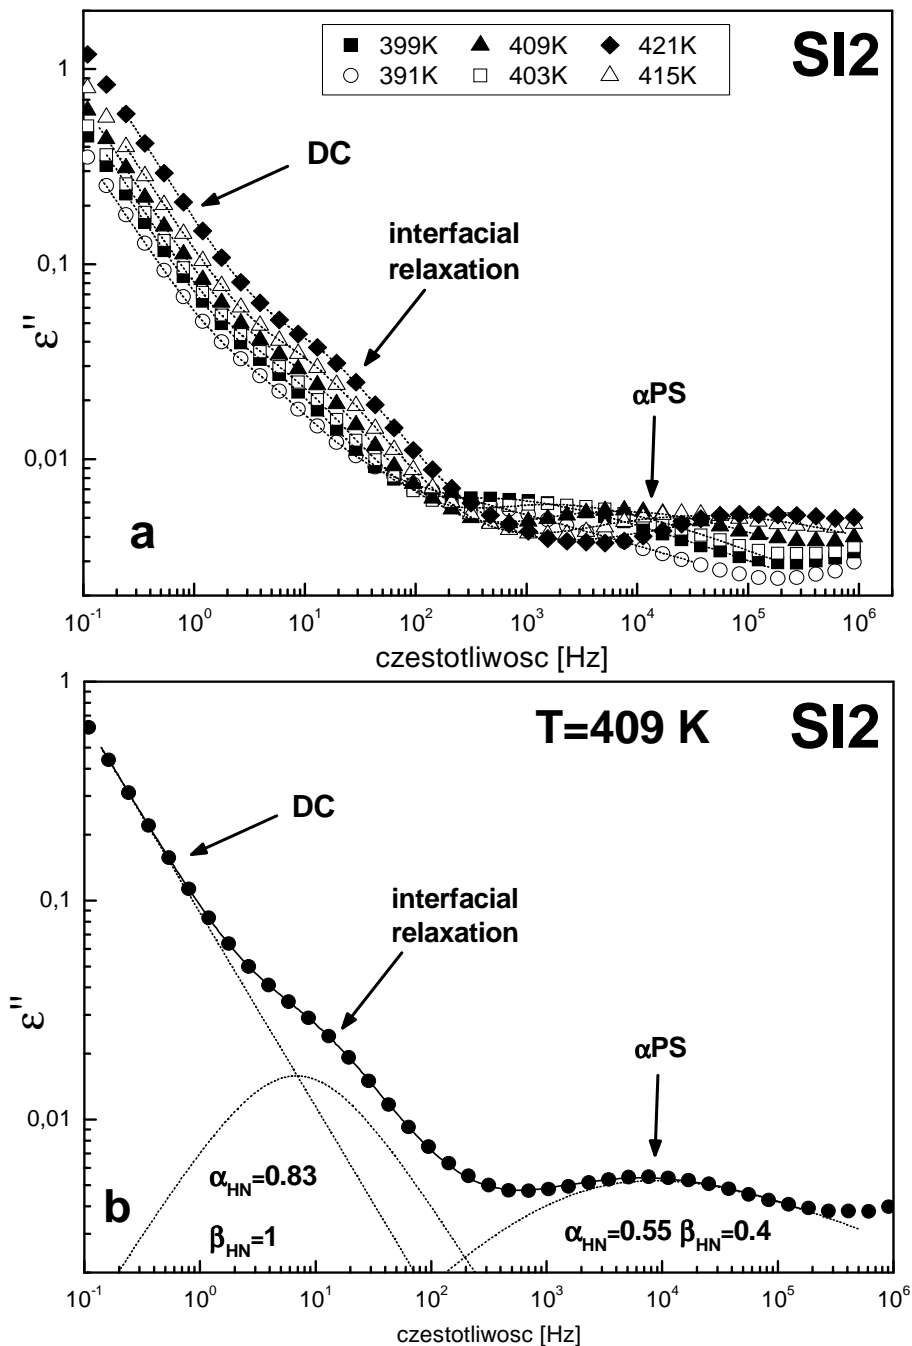 399K 409K 421K
391K 403K 415K
SI2
1
DC
interfacial
relaxation
0,1
ε''
αPS
0,01
a
10⁻¹ 10⁰ 10¹ 10² 10³ 10⁴ 10⁵ 10⁶
czestotliwosc [Hz]
1
T=409 K SI2
DC
0,1
interfacial
relaxation
ε''
αPS
0,01
α_HN=0.83
b
β_HN=1
α_HN=0.55 β_HN=0.4
10⁻¹ 10⁰ 10¹ 10² 10³ 10⁴ 10⁵ 10⁶
czestotliwosc [Hz]